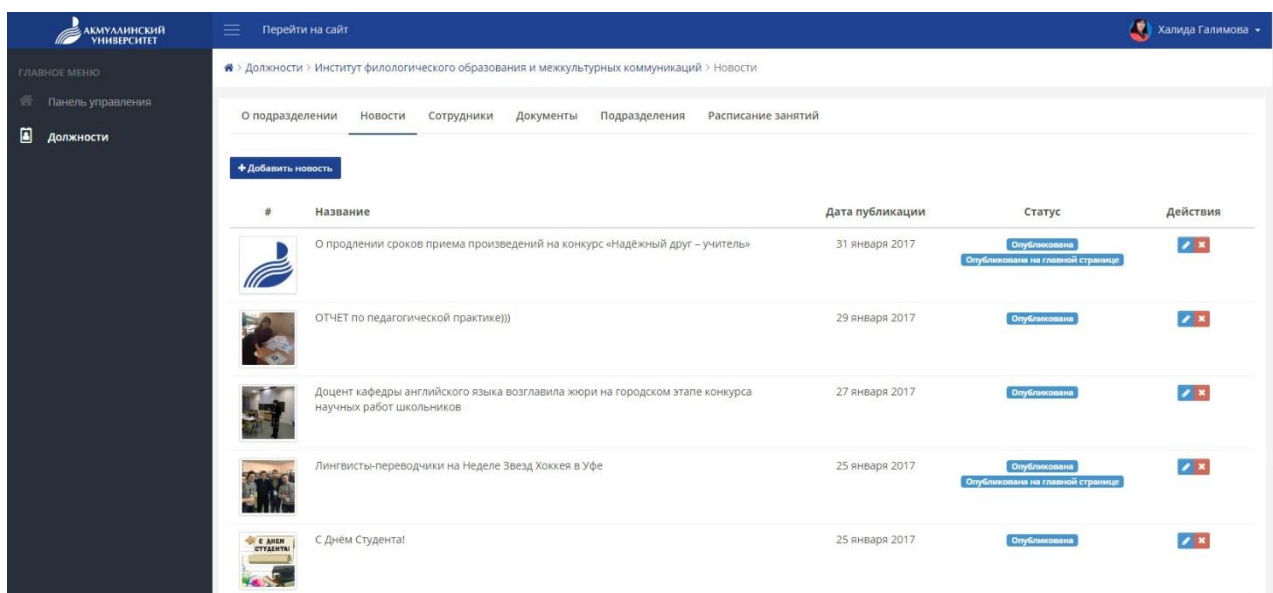 АКМУЛЛИНСКИЙ
УНИВЕРСИТЕТ
Перейти на сайт
Халида Галимова
ГЛАВНОЕ МЕНЮ
Панель управления
Должности
> Должности > Институт филологического образования и межкультурных коммуникаций > Новости
О подразделении Новости Сотрудники Документы Подразделения Расписание занятий
+ Добавить новость
# Название Дата публикации Статус Действия
О продлении сроков приема произведений на конкурс «Надёжный друг – учитель» 31 января 2017 Опубликована
Опубликована на главной странице
ОТЧЕТ по педагогической практике))) 29 января 2017 Опубликована
Доцент кафедры английского языка возглавила жюри на городском этапе конкурса 27 января 2017 Опубликована
научных работ школьников
Лингвисты-переводчики на Неделе Звезд Хоккея в Уфе 25 января 2017 Опубликована
Опубликована на главной странице
С ДНЕМ
СТУДЕНТА!
С Днём Студента! 25 января 2017 Опубликована